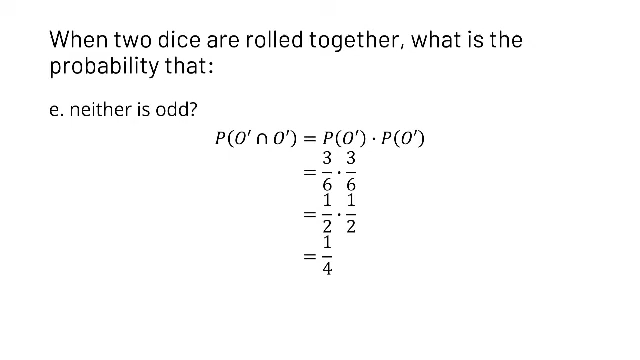 When two dice are rolled together, what is the
probability that:
e. neither is odd?
P(O′ ∩ O′) = P(O′) · P(O′)
= 3/6 · 3/6
= 1/2 · 1/2
= 1/4